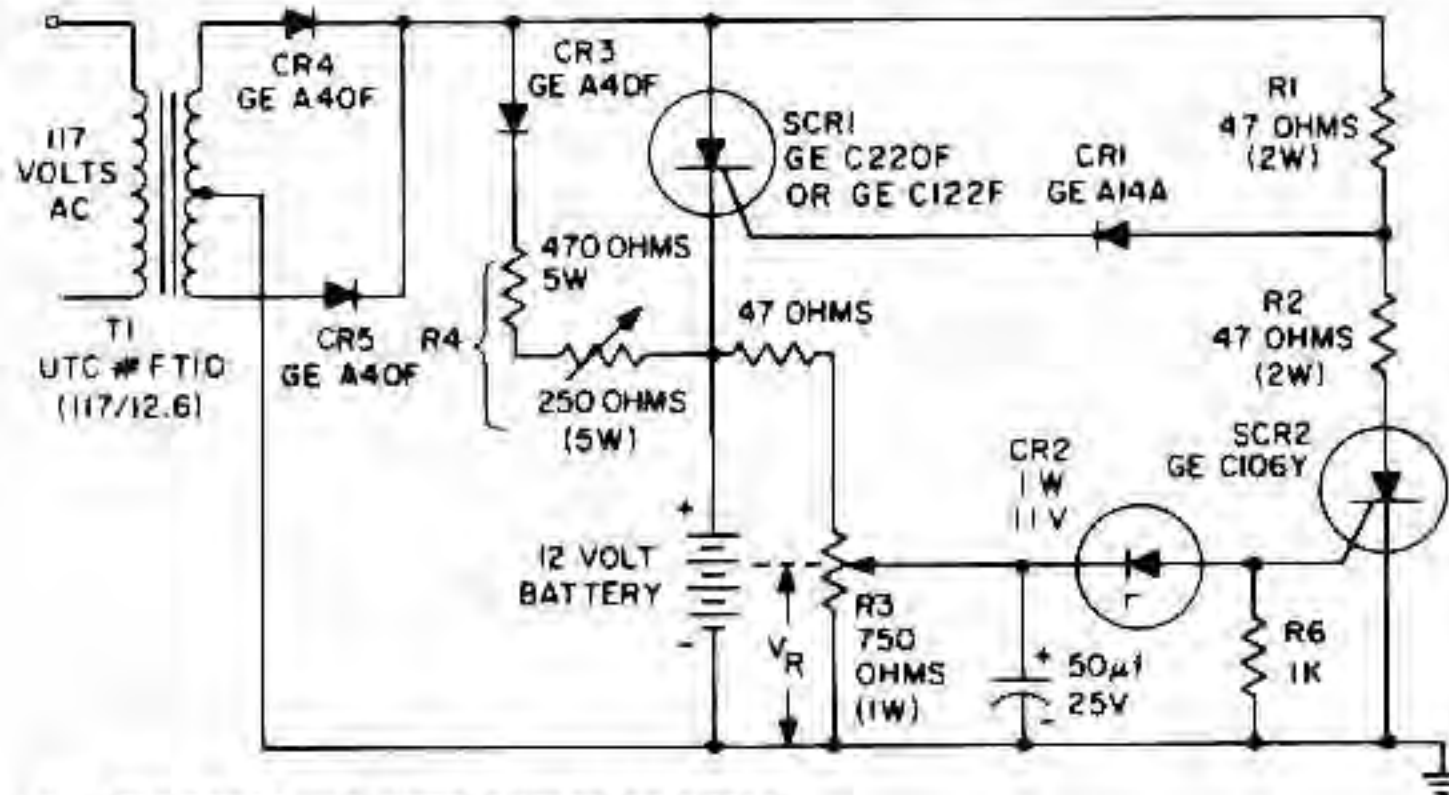 CR4
GE A40F
117
VOLTS
AC
T1
UTC # FT10
(117/12.6)
CR5
GE A40F
CR3
GE A40F
470 OHMS
5W
R4
250 OHMS
(5W)
SCR1
GE C220F
OR GE C122F
CR1
GE A14A
R1
47 OHMS
(2W)
47 OHMS
R2
47 OHMS
(2W)
SCR2
GE C106Y
CR2
1 W
11 V
+
12 VOLT
BATTERY
-
VR
R3
750
OHMS
(1W)
+
50µf
25V
-
R6
1K